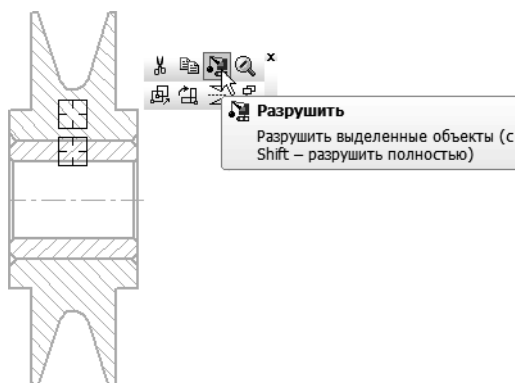 x
Разрушить
Разрушить выделенные объекты (с
Shift – разрушить полностью)